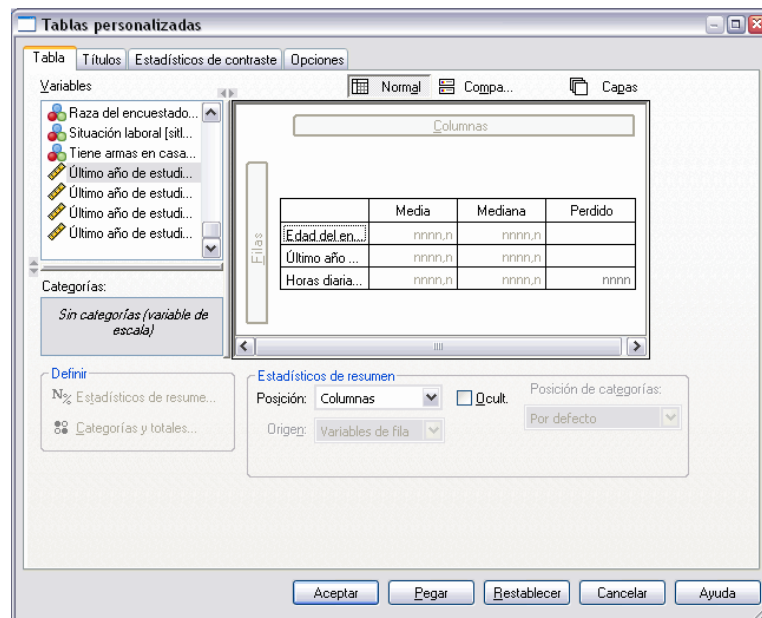 Tablas personalizadas
Tabla Títulos Estadísticos de contraste Opciones
Variables
Normal Compa... Capas
Raza del encuestado...
Situación laboral [sitl...
Tiene armas en casa...
Último año de estudi...
Último año de estudi...
Último año de estudi...
Último año de estudi...
Categorías:
Sin categorías (variable de
escala)
Columnas
Filas
Media Mediana Perdido
Edad del en... nnnn,n nnnn,n
Último año ... nnnn,n nnnn,n
Horas diaria... nnnn,n nnnn,n nnnn
Definir
N% Estadísticos de resume...
Categorías y totales...
Estadísticos de resumen
Posición: Columnas Ocult. Posición de categorías:
Origen: Variables de fila Por defecto
Aceptar Pegar Restablecer Cancelar Ayuda